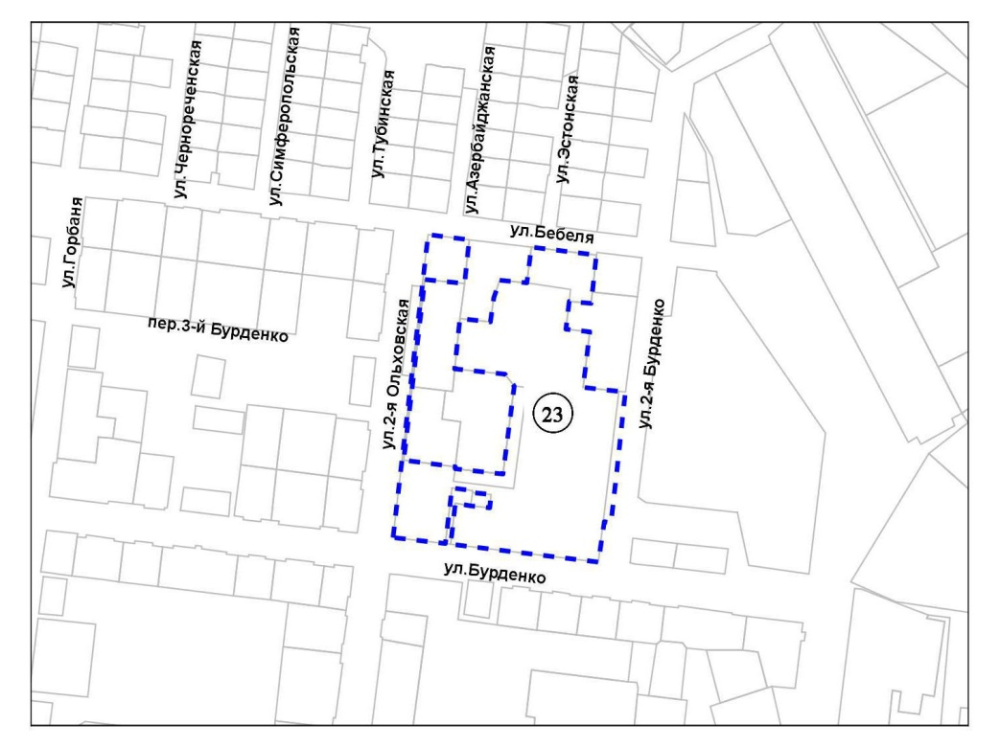 ул.Чернореченская
ул.Симферопольская
ул.Тубинская
ул.Азербайджанская
ул.Эстонская
ул.Горбаня
ул.Бебеля
пер.3-й Бурденко
ул.2-я Ольховская
ул.2-я Бурденко
23
ул.Бурденко